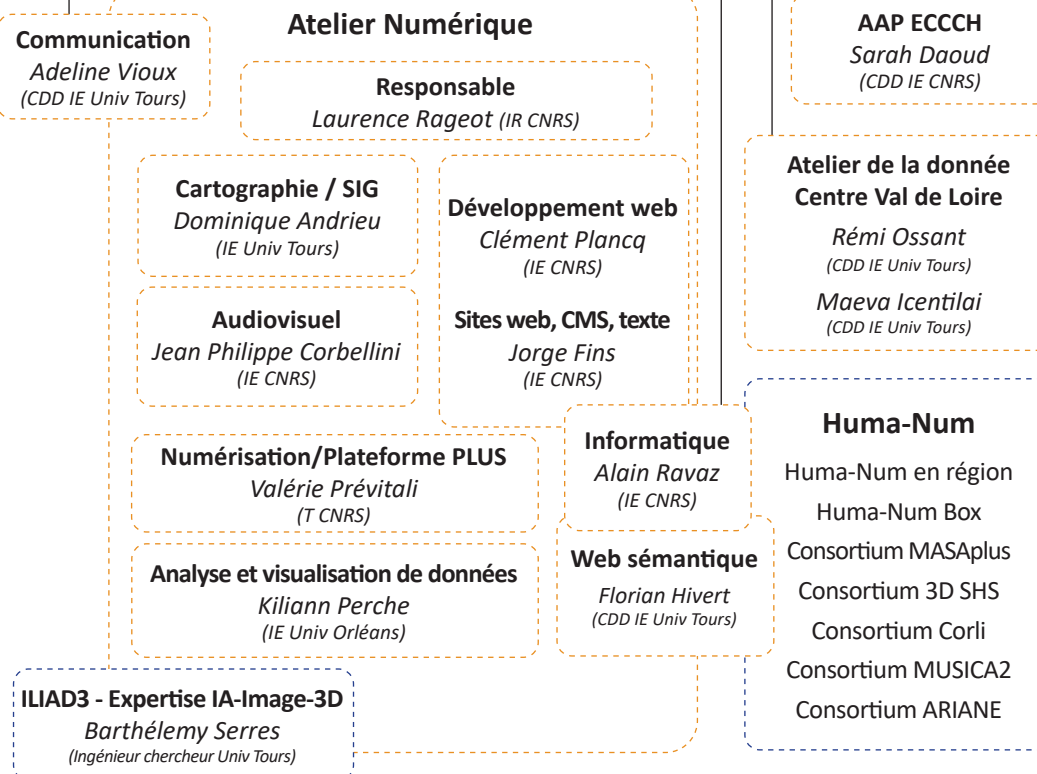 Communication
Adeline Vioux
(CDD IE Univ Tours)
Atelier Numérique
Responsable
Laurence Rageot (IR CNRS)
Cartographie / SIG
Dominique Andrieu
(IE Univ Tours)
Développement web
Clément Plancq
(IE CNRS)
Audiovisuel
Jean Philippe Corbellini
(IE CNRS)
Sites web, CMS, texte
Jorge Fins
(IE CNRS)
Numérisation/Plateforme PLUS
Valérie Prévitali
(T CNRS)
Informatique
Alain Ravaz
(IE CNRS)
Analyse et visualisation de données
Kiliann Perche
(IE Univ Orléans)
Web sémantique
Florian Hivert
(CDD IE Univ Tours)
ILIAD3 - Expertise IA-Image-3D
Barthélemy Serres
(Ingénieur chercheur Univ Tours)
AAP ECCCH
Sarah Daoud
(CDD IE CNRS)
Atelier de la donnée
Centre Val de Loire
Rémi Ossant
(CDD IE Univ Tours)
Maeva Icentilai
(CDD IE Univ Tours)
Huma-Num
Huma-Num en région
Huma-Num Box
Consortium MASAplus
Consortium 3D SHS
Consortium Corli
Consortium MUSICA2
Consortium ARIANE